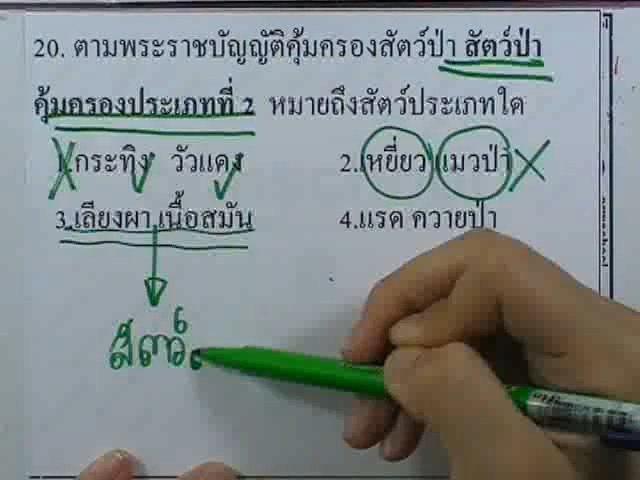 20. ตามพระราชบัญญัติคุ้มครองสัตว์ป่า สัตว์ป่า
คุ้มครองประเภทที่ 2 หมายถึงสัตว์ประเภทใด
1.กระทิง วัวแดง 2.เหยี่ยว แมวป่า
3.เลียงผา เนื้อสมัน 4.แรด ควายป่า
สัตว์